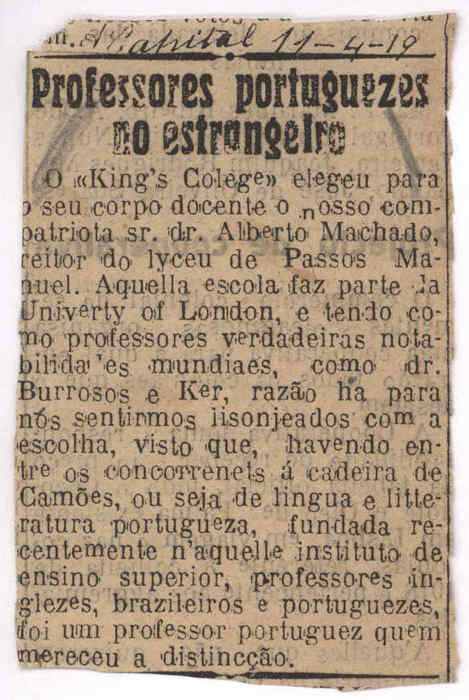 A Capital 11-4-19
Professores portuguezes
no estrangeiro
O «King's Colege» elegeu para
o seu corpo docente o nosso com-
patriota sr. dr. Alberto Machado,
reitor do lyceu de Passos Ma-
nuel. Aquella escola faz parte da
Univerty of London, e tendo co-
mo professores verdadeiras nota-
bilida'es mundiaes, como dr.
Burrosos e Ker, razão ha para
nós sentirmos lisonjeados com a
escolha, visto que, havendo en-
tre os concorrenets á cadeira de
Camões, ou seja de lingua e litte-
ratura portugueza, fundada re-
centemente n'aquelle instituto de
ensino superior, professores in-
glezes, brazileiros e portuguezes,
foi um professor portuguez quem
mereceu a distincção.